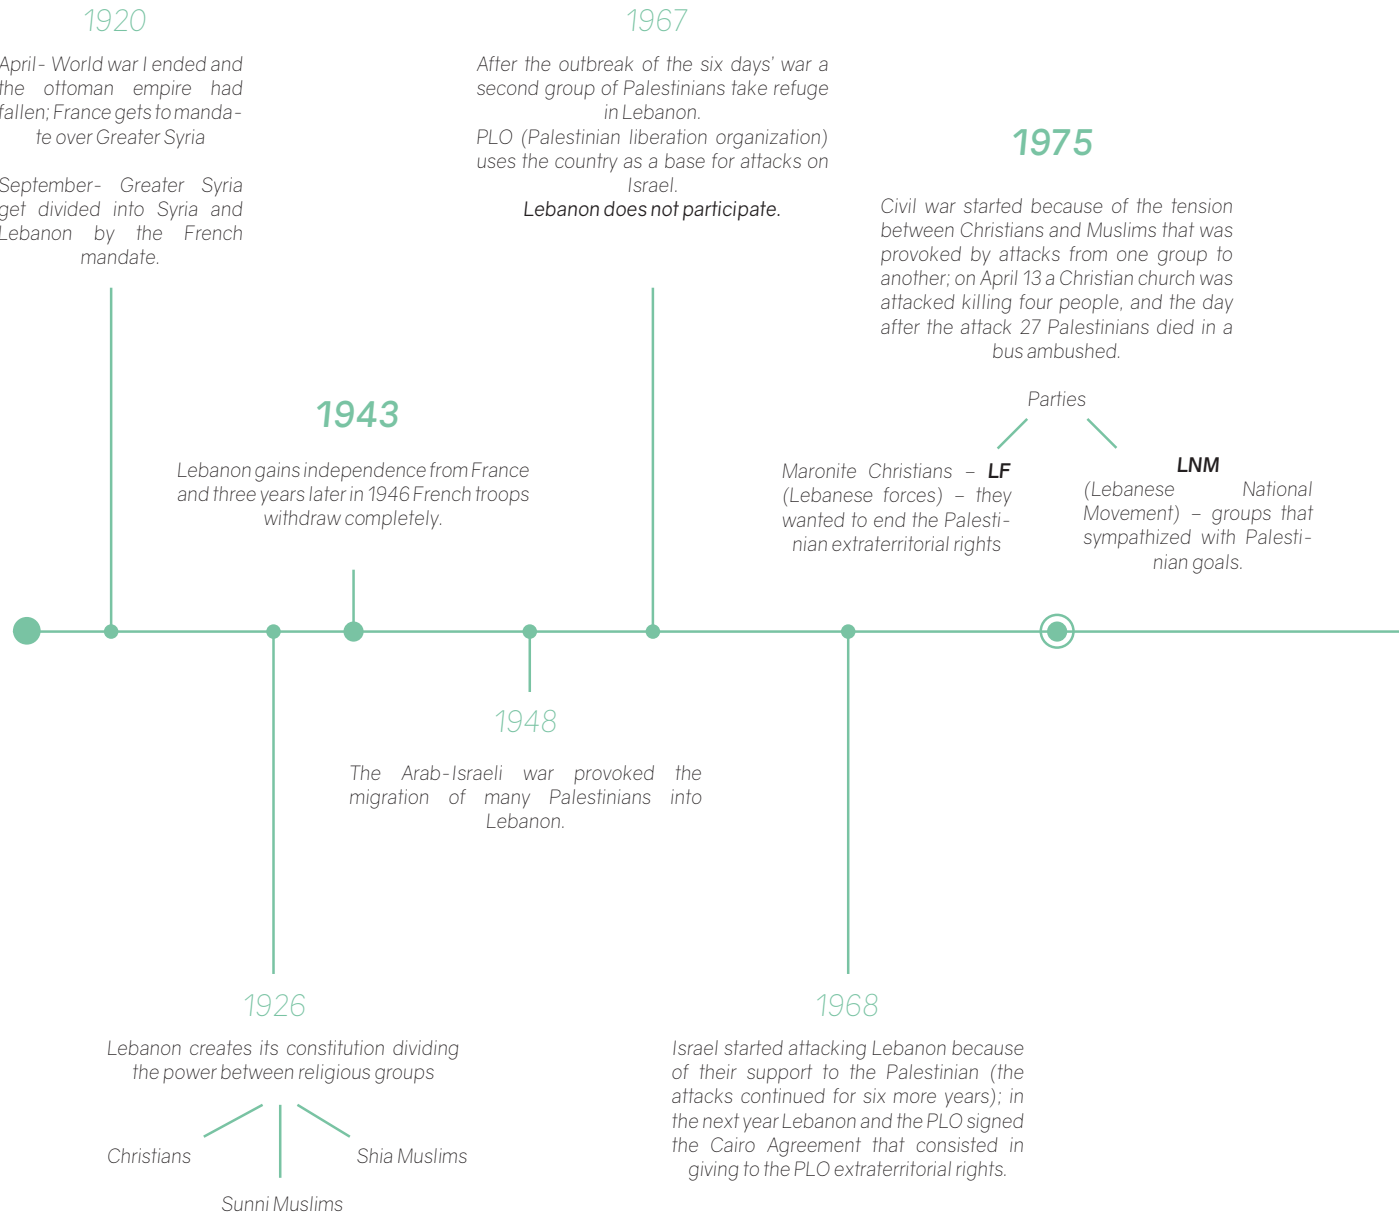 1920
April- World war I ended and
the ottoman empire had
fallen; France gets to manda-
te over Greater Syria
September- Greater Syria
get divided into Syria and
Lebanon by the French
mandate.
1967
After the outbreak of the six days' war a
second group of Palestinians take refuge
in Lebanon.
PLO (Palestinian liberation organization)
uses the country as a base for attacks on
Israel.
Lebanon does not participate.
1975
Civil war started because of the tension
between Christians and Muslims that was
provoked by attacks from one group to
another; on April 13 a Christian church was
attacked killing four people, and the day
after the attack 27 Palestinians died in a
bus ambushed.
Parties
Maronite Christians – LF
(Lebanese forces) – they
wanted to end the Palesti-
nian extraterritorial rights
LNM
(Lebanese National
Movement) – groups that
sympathized with Palesti-
nian goals.
1943
Lebanon gains independence from France
and three years later in 1946 French troops
withdraw completely.
1948
The Arab-Israeli war provoked the
migration of many Palestinians into
Lebanon.
1926
Lebanon creates its constitution dividing
the power between religious groups
Christians
Shia Muslims
Sunni Muslims
1968
Israel started attacking Lebanon because
of their support to the Palestinian (the
attacks continued for six more years); in
the next year Lebanon and the PLO signed
the Cairo Agreement that consisted in
giving to the PLO extraterritorial rights.